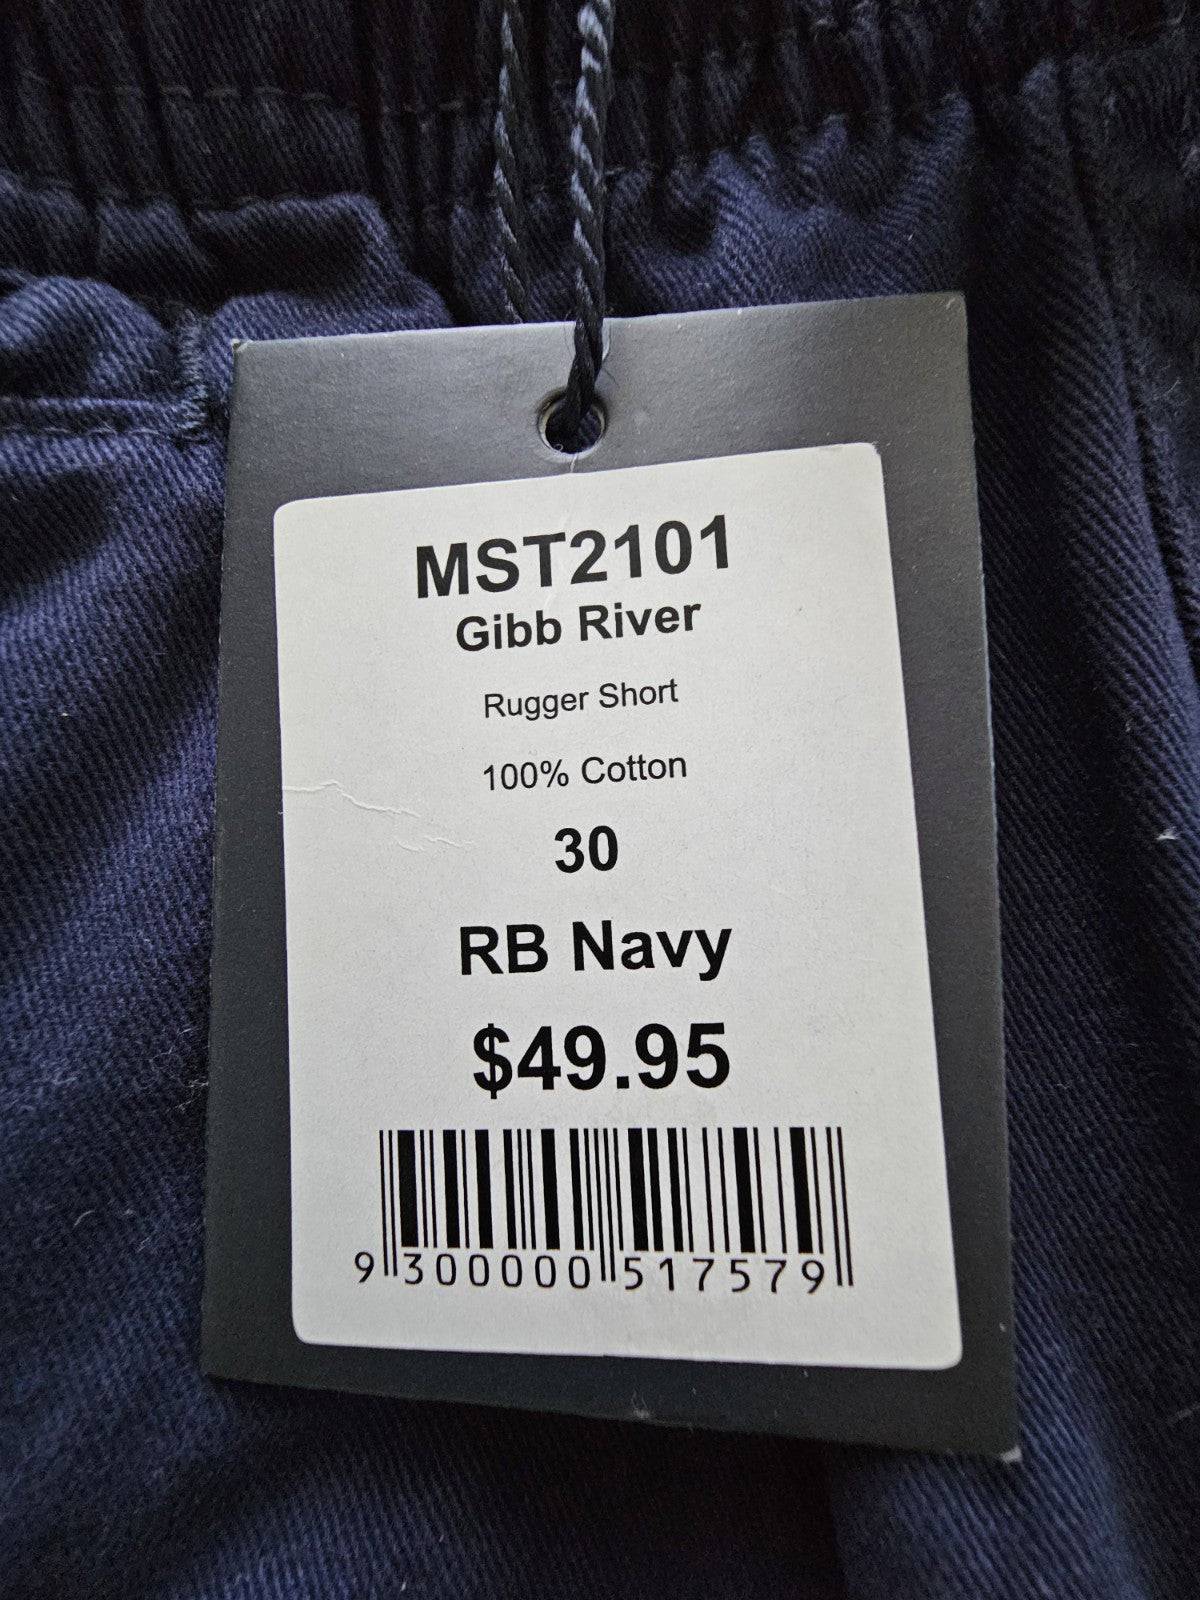 MST2101
Gibb River
Rugger Short
100% Cotton
30
RB Navy
$49.95
9 300000 517579